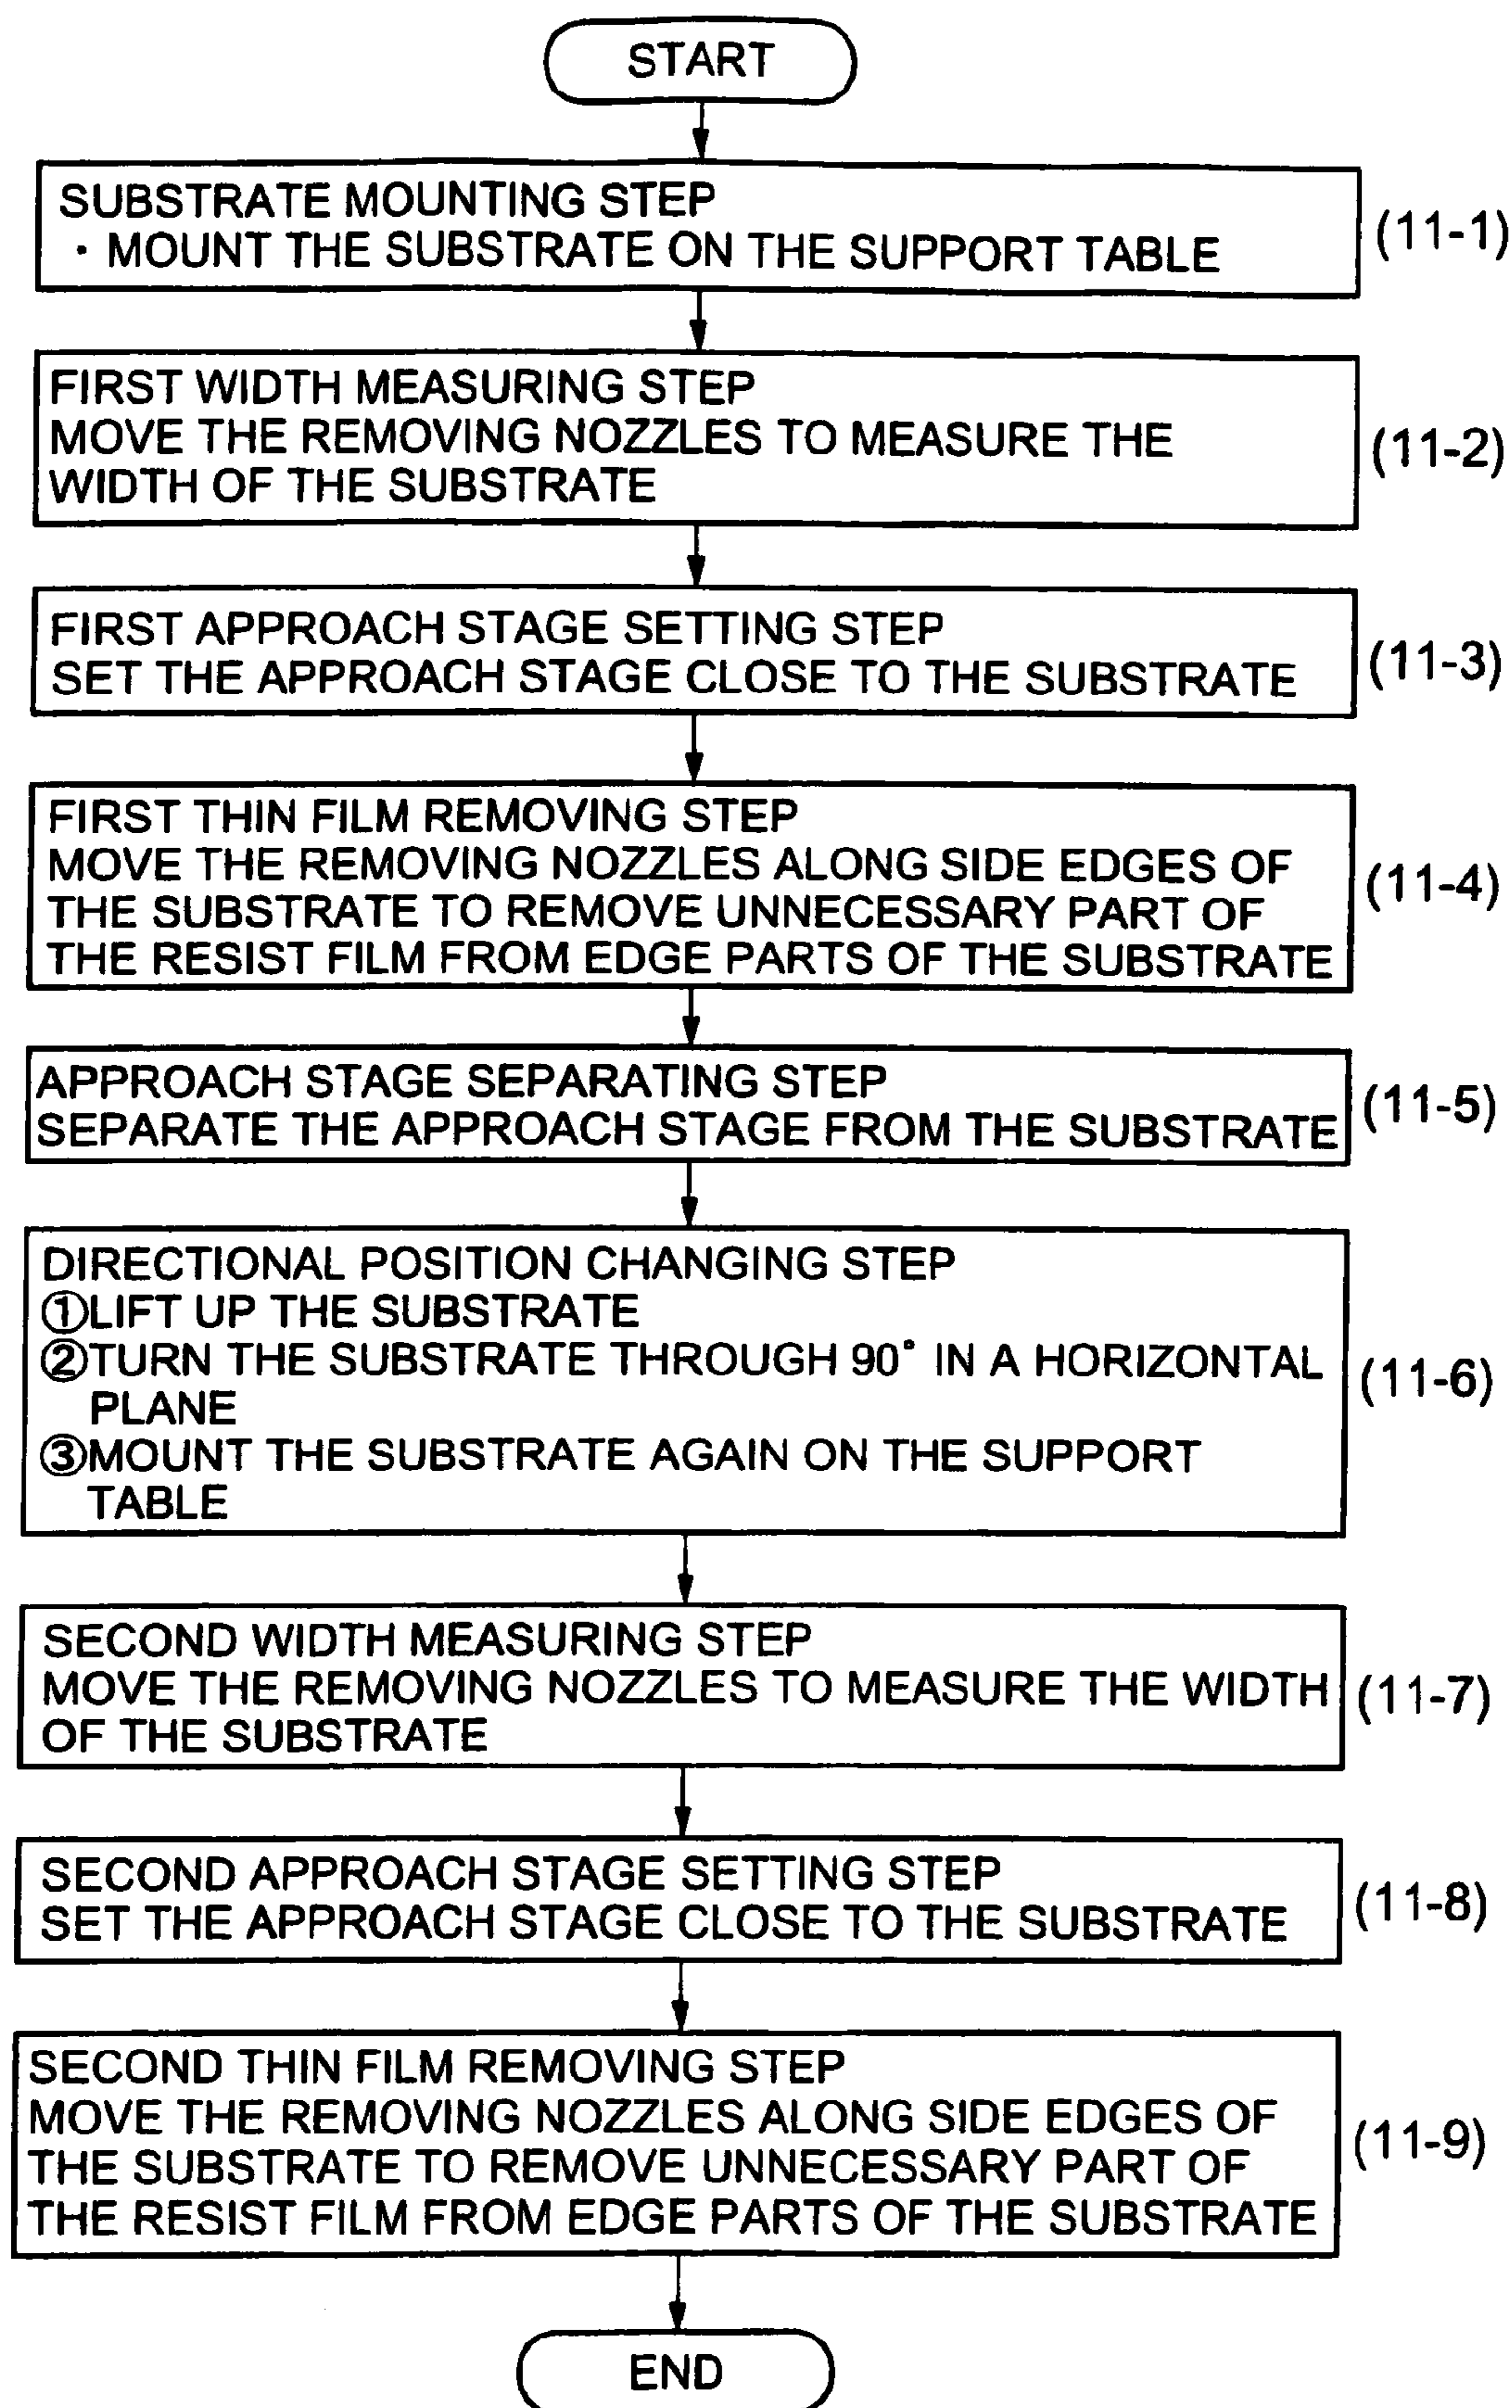 START
SUBSTRATE MOUNTING STEP
・MOUNT THE SUBSTRATE ON THE SUPPORT TABLE
(11-1)
FIRST WIDTH MEASURING STEP
MOVE THE REMOVING NOZZLES TO MEASURE THE
WIDTH OF THE SUBSTRATE
(11-2)
FIRST APPROACH STAGE SETTING STEP
SET THE APPROACH STAGE CLOSE TO THE SUBSTRATE
(11-3)
FIRST THIN FILM REMOVING STEP
MOVE THE REMOVING NOZZLES ALONG SIDE EDGES OF
THE SUBSTRATE TO REMOVE UNNECESSARY PART OF
THE RESIST FILM FROM EDGE PARTS OF THE SUBSTRATE
(11-4)
APPROACH STAGE SEPARATING STEP
SEPARATE THE APPROACH STAGE FROM THE SUBSTRATE
(11-5)
DIRECTIONAL POSITION CHANGING STEP
①LIFT UP THE SUBSTRATE
②TURN THE SUBSTRATE THROUGH 90° IN A HORIZONTAL
PLANE
③MOUNT THE SUBSTRATE AGAIN ON THE SUPPORT
TABLE
(11-6)
SECOND WIDTH MEASURING STEP
MOVE THE REMOVING NOZZLES TO MEASURE THE WIDTH
OF THE SUBSTRATE
(11-7)
SECOND APPROACH STAGE SETTING STEP
SET THE APPROACH STAGE CLOSE TO THE SUBSTRATE
(11-8)
SECOND THIN FILM REMOVING STEP
MOVE THE REMOVING NOZZLES ALONG SIDE EDGES OF
THE SUBSTRATE TO REMOVE UNNECESSARY PART OF
THE RESIST FILM FROM EDGE PARTS OF THE SUBSTRATE
(11-9)
END